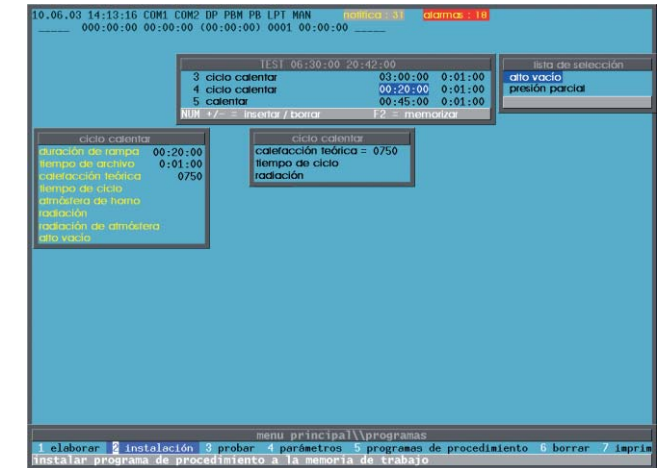 10.06.03 14:13:16 COM1 COM2 DP PBM PB LPT MAN notifica : 31 alarmas : 18
_____ 000:00:00 00:00:00 (00:00:00) 0001 00:00:00 _____
TEST 06:30:00 20:42:00
3 ciclo calentar 03:00:00 0:01:00
4 ciclo calentar 00:20:00 0:01:00
5 calentar 00:45:00 0:01:00
NUM +/- = insertar / borrar F2 = memorizar
lista de selección
alto vacío
presión parcial
ciclo calentar
duración de rampa 00:20:00
tiempo de archivo 0:01:00
calefacción teórica 0750
tiempo de ciclo
atmósfera de horno
radiación
radiación de atmósfera
alto vacío
ciclo calentar
calefacción teórica = 0750
tiempo de ciclo
radiación
menu principal\\programas
1 elaborar 2 instalación 3 probar 4 parámetros 5 programas de procedimiento 6 borrar 7 imprim
instalar programa de procedimiento a la memoria de trabajo